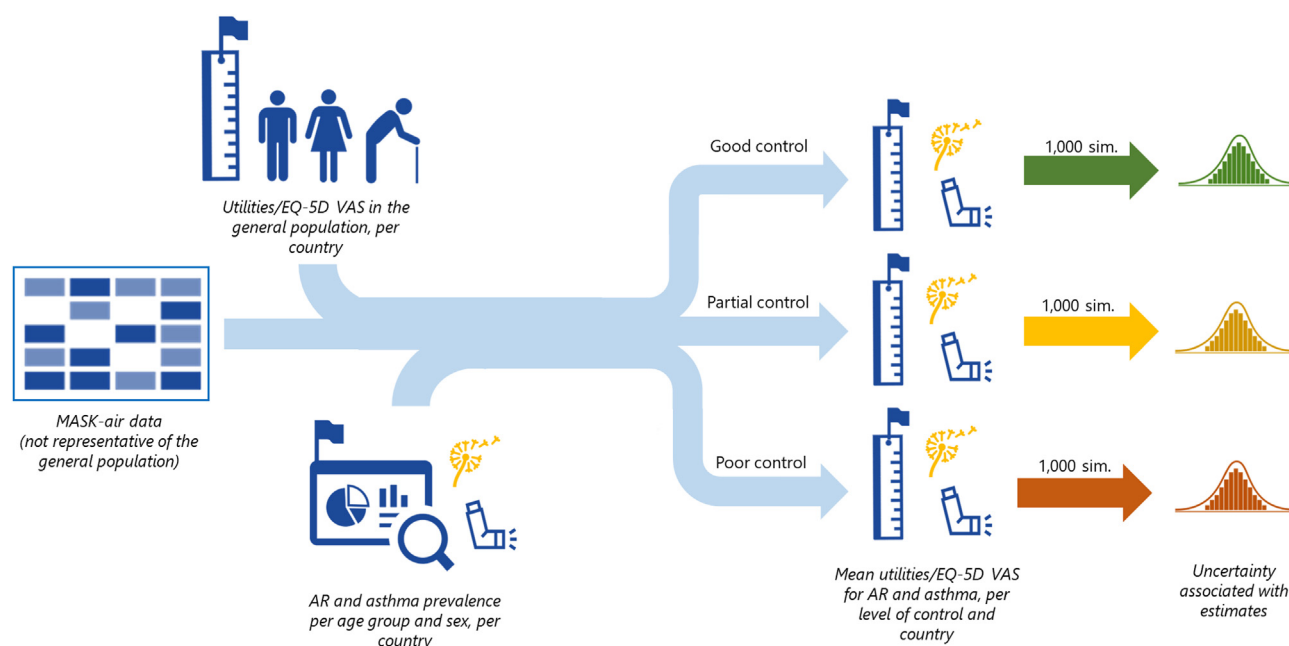 Utilities/EQ-5D VAS in the
general population, per
country
MASK-air data
(not representative of the
general population)
AR and asthma prevalence
per age group and sex, per
country
Good control
Partial control
Poor control
1,000 sim.
1,000 sim.
1,000 sim.
Mean utilities/EQ-5D VAS
for AR and asthma, per
level of control and
country
Uncertainty
associated with
estimates